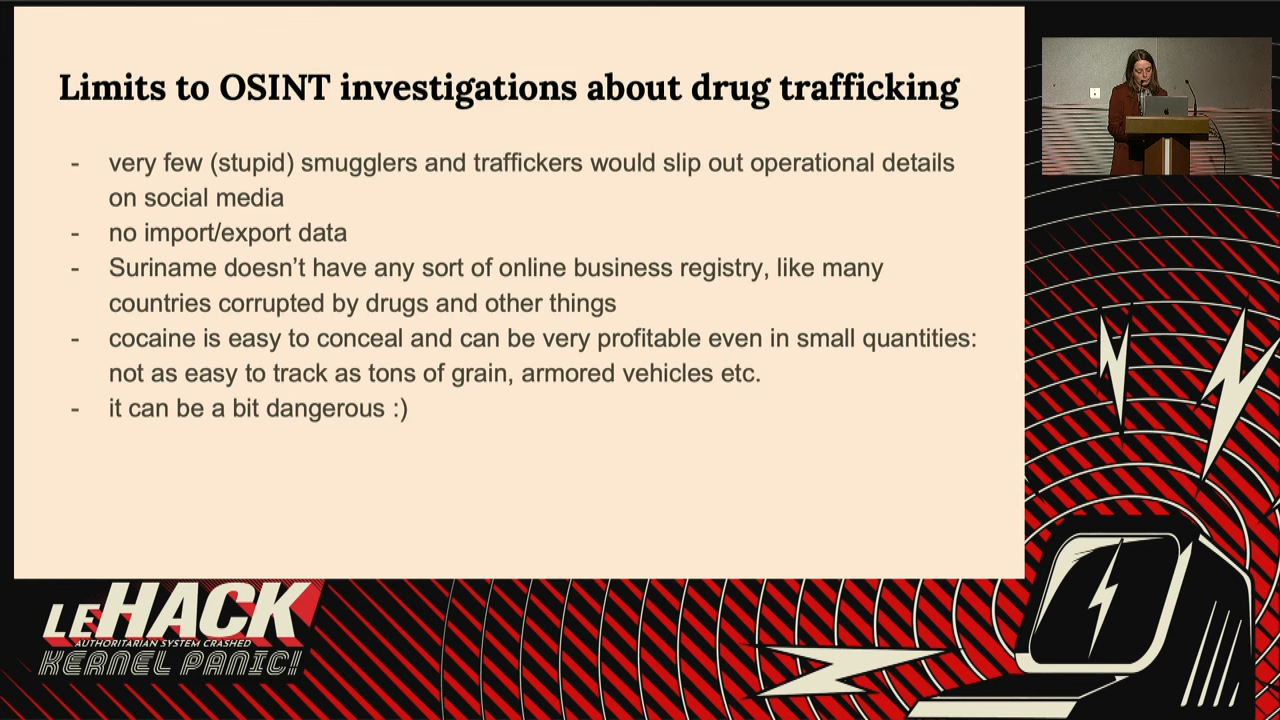 Limits to OSINT investigations about drug trafficking
- very few (stupid) smugglers and traffickers would slip out operational details
on social media
- no import/export data
- Suriname doesn’t have any sort of online business registry, like many
countries corrupted by drugs and other things
- cocaine is easy to conceal and can be very profitable even in small quantities:
not as easy to track as tons of grain, armored vehicles etc.
- it can be a bit dangerous :)
LEHACK
AUTHORITARIAN SYSTEM CRASHED
KERNEL PANIC!